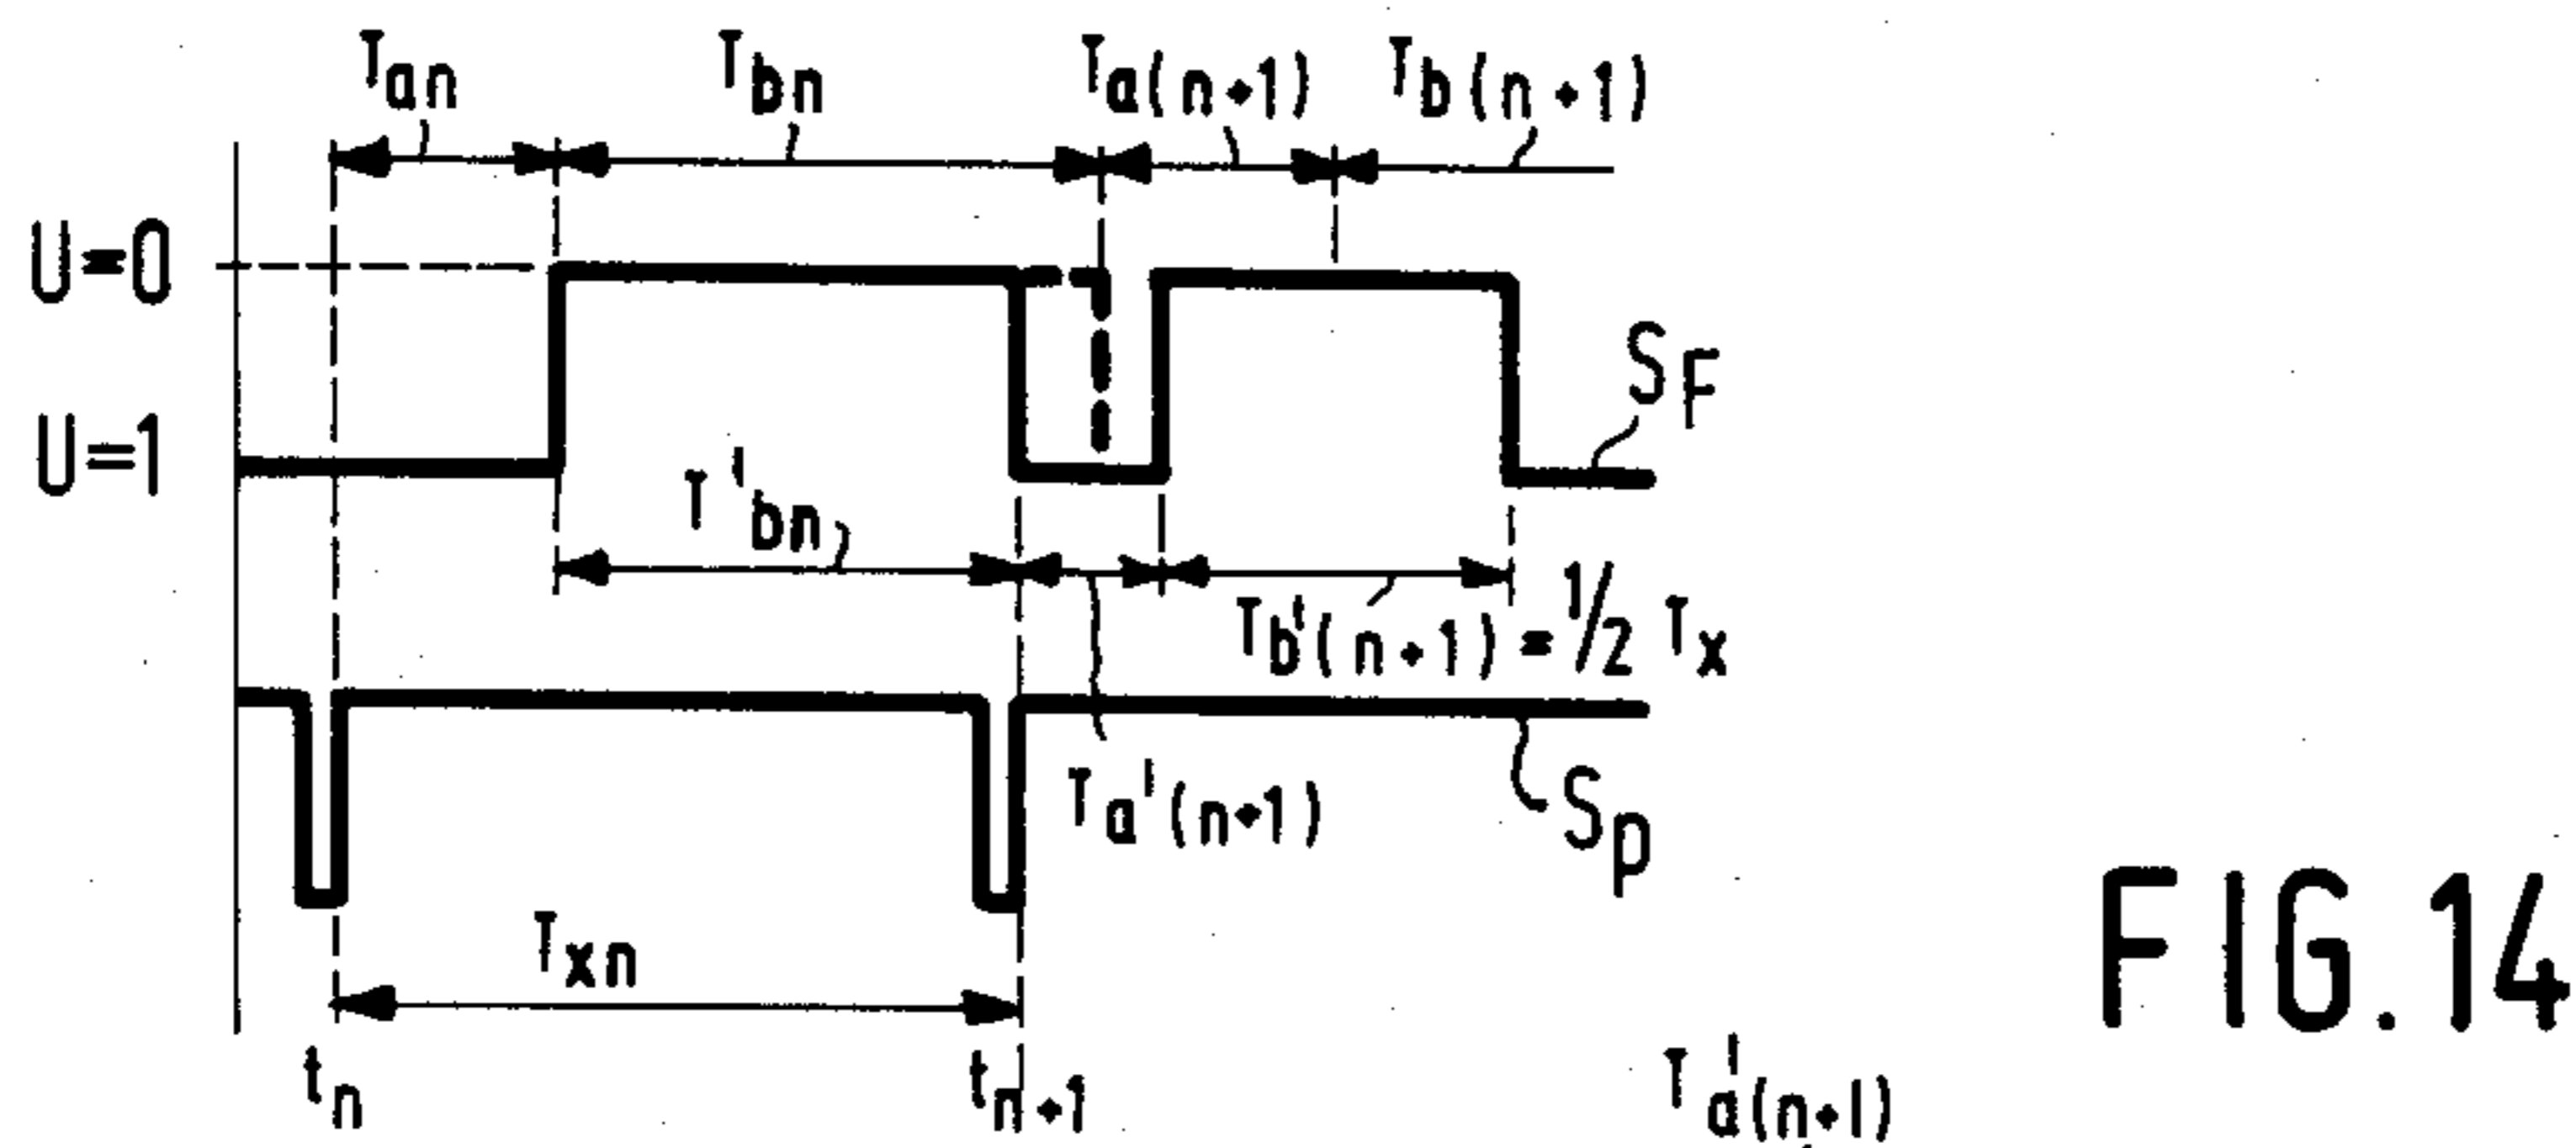 Tan Tbn Ta(n+1) Tb(n+1)
U=0
U=1
SF
T'bn
Tb'(n+1)=1/2 Tx
Ta'(n+1)
Sp
Txn
tn tn+1
T'a(n+1)
FIG.14